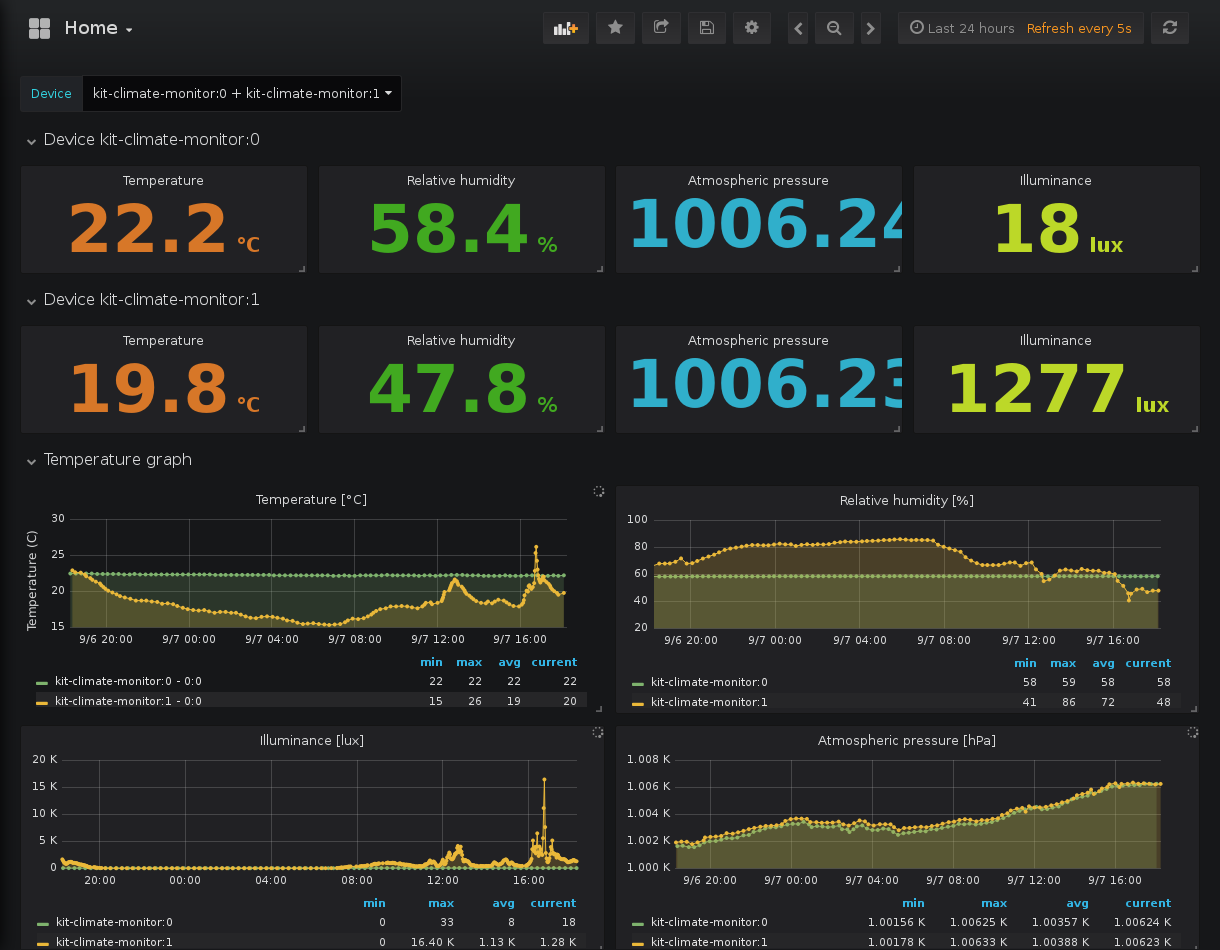 Home
Last 24 hours Refresh every 5s
Device kit-climate-monitor:0 + kit-climate-monitor:1
Device kit-climate-monitor:0
Temperature Relative humidity Atmospheric pressure Illuminance
22.2 °C 58.4 % 1006.24 18 lux
Device kit-climate-monitor:1
Temperature Relative humidity Atmospheric pressure Illuminance
19.8 °C 47.8 % 1006.23 1277 lux
Temperature graph
Temperature [°C]
Temperature (C)
30
25
20
15
9/6 20:00 9/7 00:00 9/7 04:00 9/7 08:00 9/7 12:00 9/7 16:00
min max avg current
kit-climate-monitor:0 - 0:0 22 22 22 22
kit-climate-monitor:1 - 0:0 15 26 19 20
Relative humidity [%]
100
80
60
40
20
9/6 20:00 9/7 00:00 9/7 04:00 9/7 08:00 9/7 12:00 9/7 16:00
min max avg current
kit-climate-monitor:0 58 59 58 58
kit-climate-monitor:1 41 86 72 48
Illuminance [lux]
20 K
15 K
10 K
5 K
0
20:00 00:00 04:00 08:00 12:00 16:00
min max avg current
kit-climate-monitor:0 0 33 8 18
kit-climate-monitor:1 0 16.40 K 1.13 K 1.28 K
Atmospheric pressure [hPa]
1.008 K
1.006 K
1.004 K
1.002 K
1.000 K
9/6 20:00 9/7 00:00 9/7 04:00 9/7 08:00 9/7 12:00 9/7 16:00
min max avg current
kit-climate-monitor:0 1.00156 K 1.00625 K 1.00357 K 1.00624 K
kit-climate-monitor:1 1.00178 K 1.00633 K 1.00388 K 1.00623 K